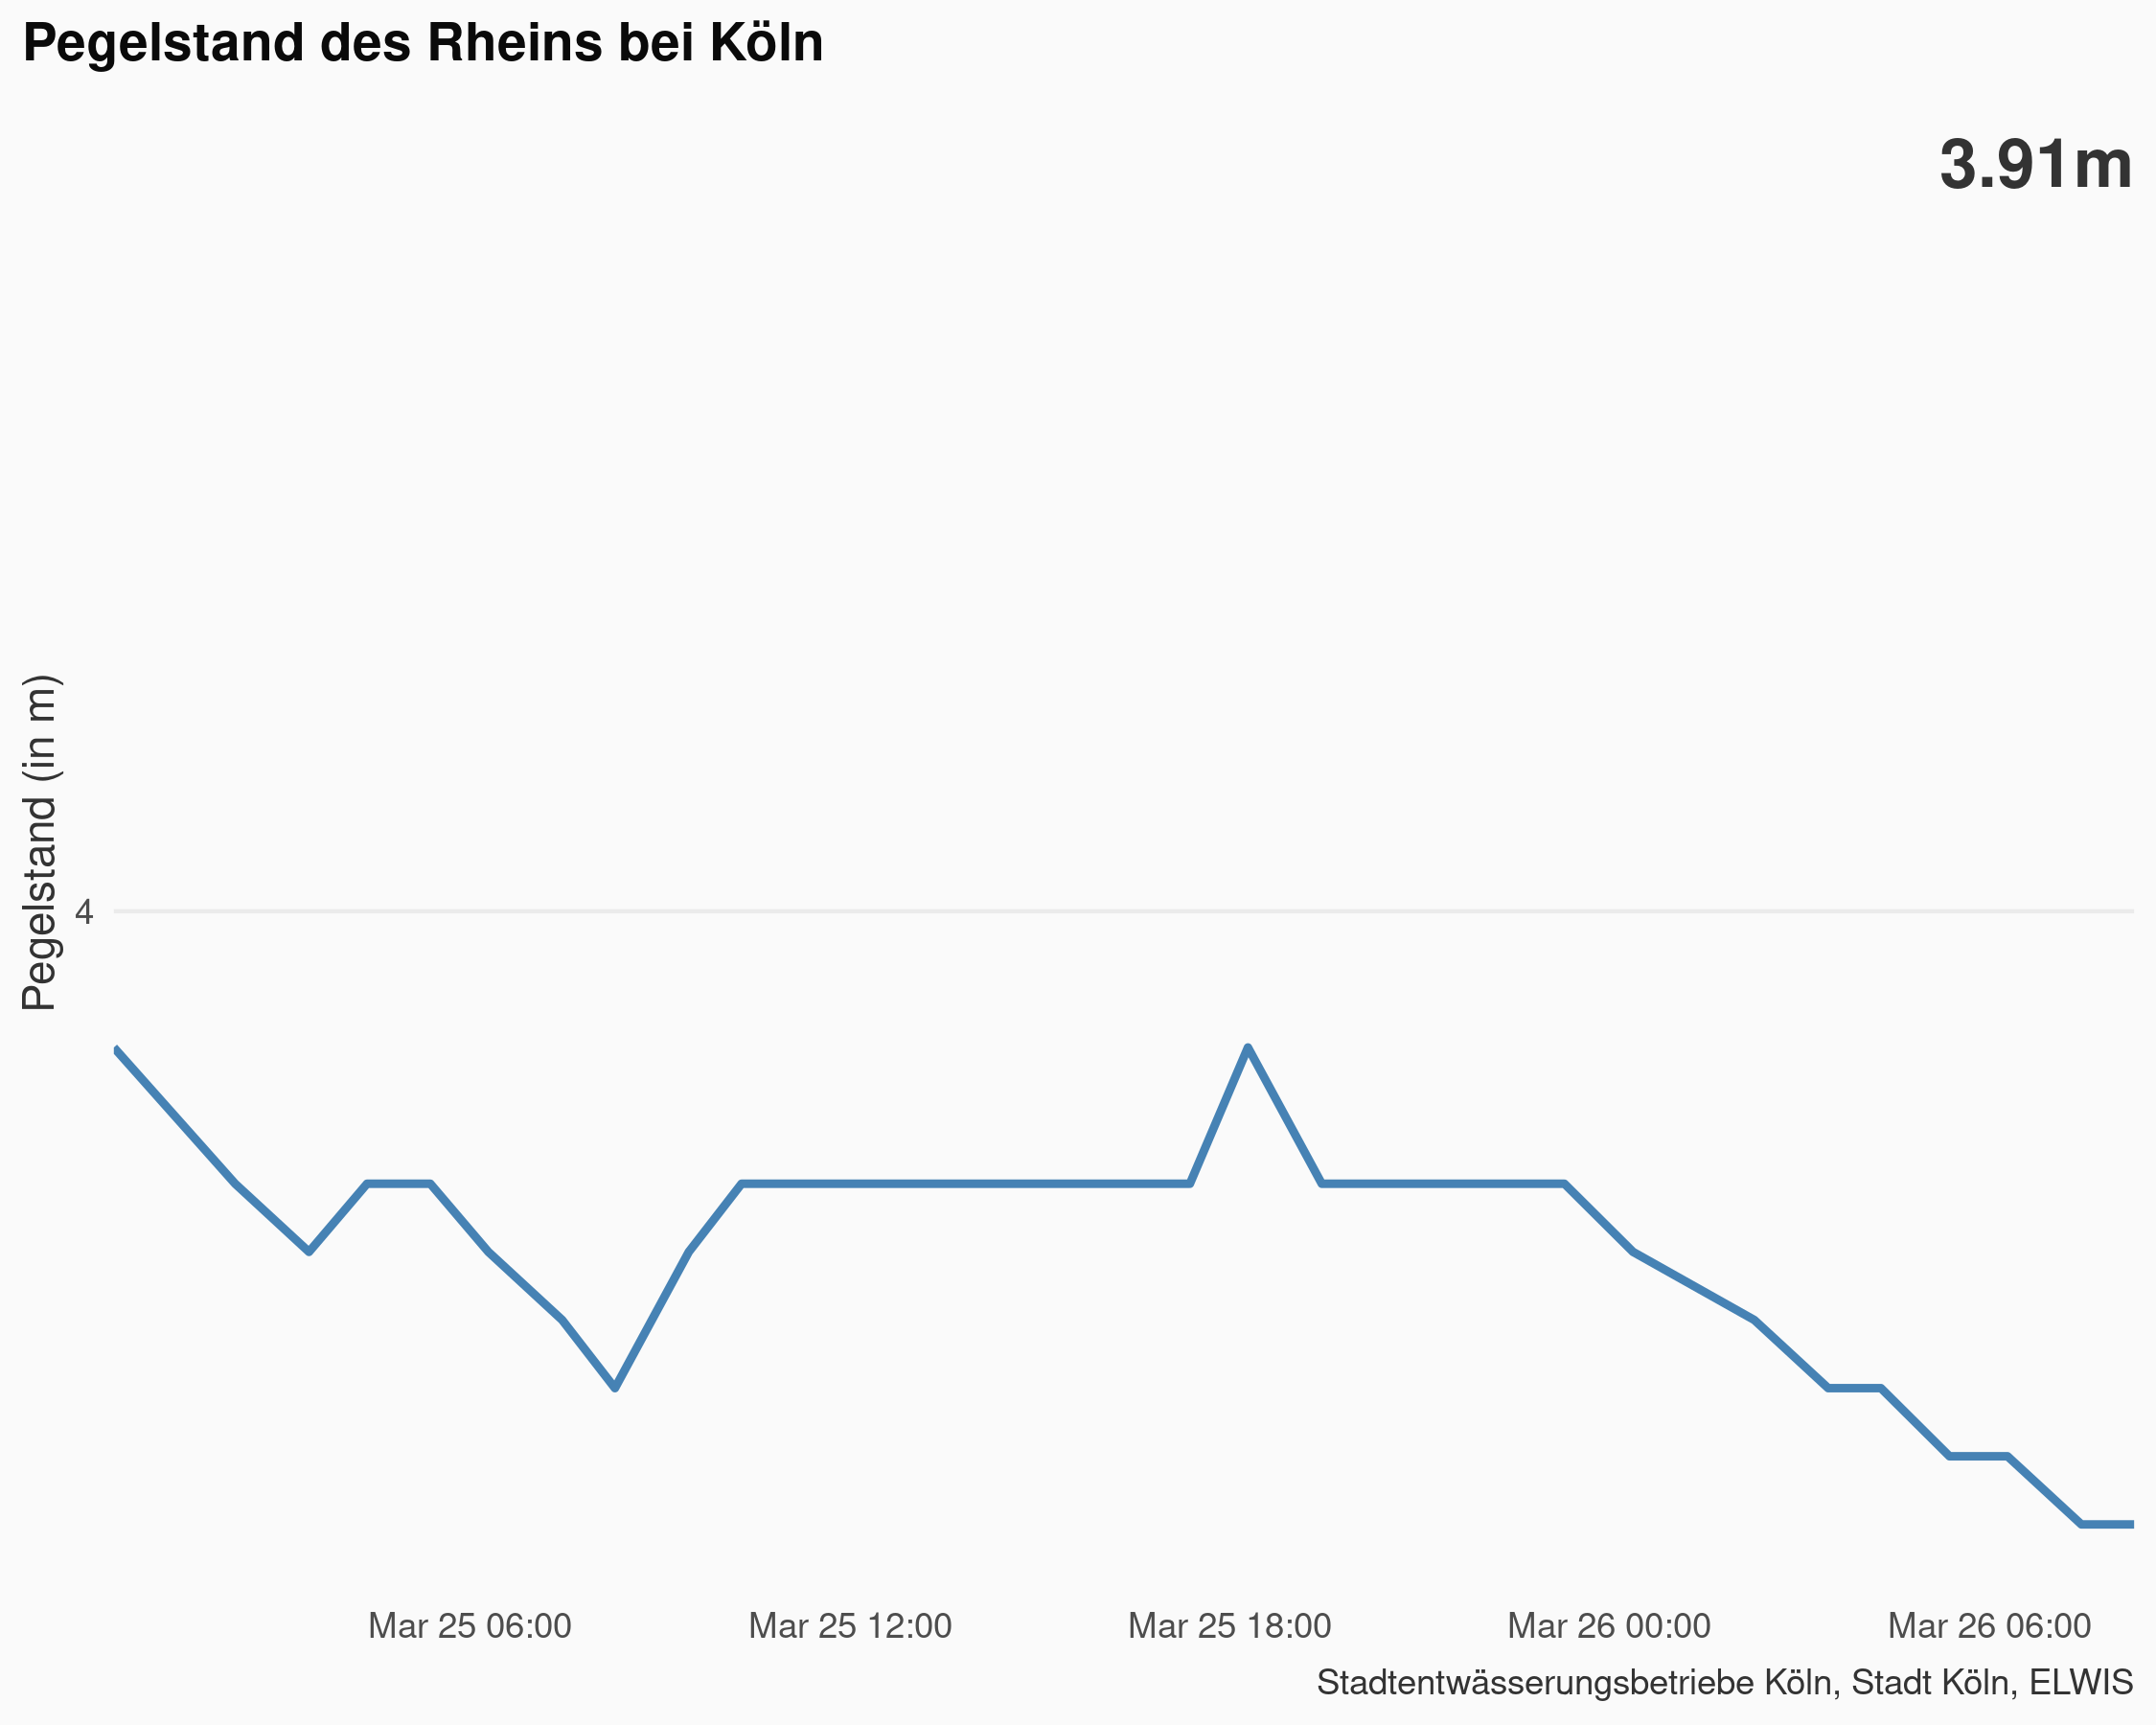 Pegelstand des Rheins bei Köln
3.91m
Pegelstand (in m)
4
Mar 25 06:00
Mar 25 12:00
Mar 25 18:00
Mar 26 00:00
Mar 26 06:00
Stadtentwässerungsbetriebe Köln, Stadt Köln, ELWIS